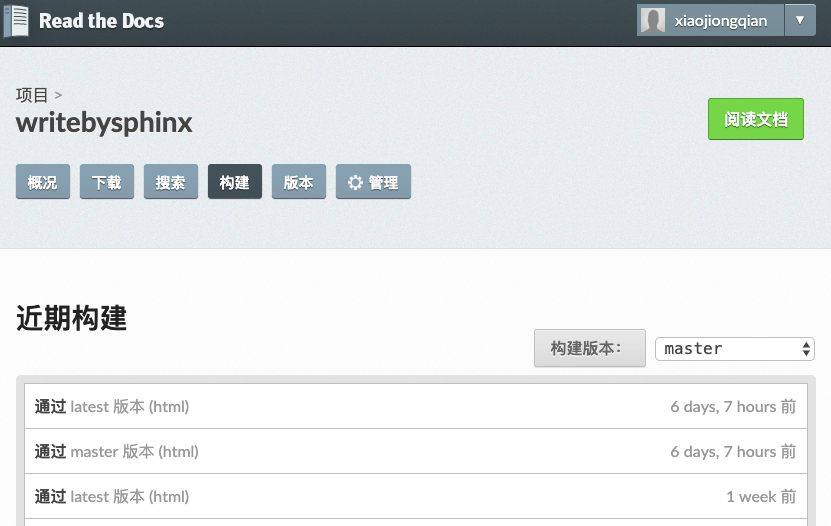 Read the Docs
xiaojiongqian
项目 >
writebysphinx
阅读文档
概况
下载
搜索
构建
版本
管理
近期构建
构建版本：
master
通过 latest 版本 (html) 6 days, 7 hours 前
通过 master 版本 (html) 6 days, 7 hours 前
通过 latest 版本 (html) 1 week 前